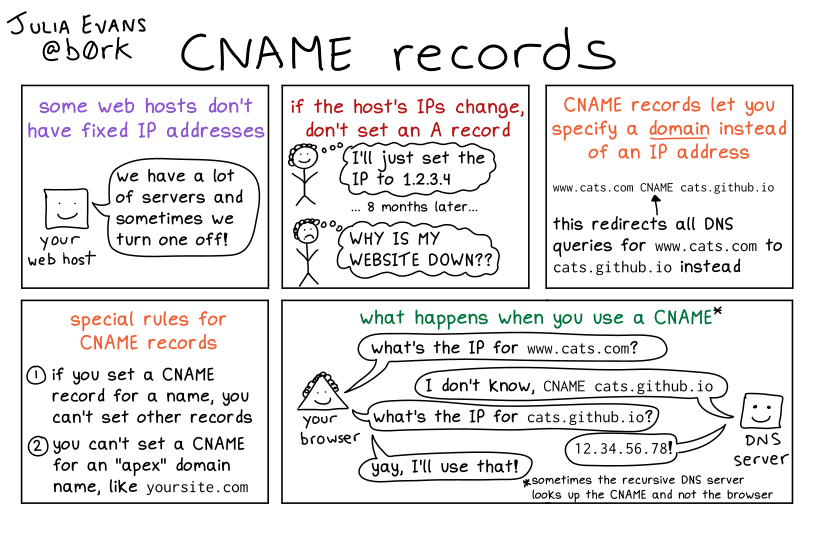 JULIA EVANS
@b0rk
CNAME records
some web hosts don't
have fixed IP addresses
we have a lot
of servers and
sometimes we
turn one off!
your
web host
if the host's IPs change,
don't set an A record
I'll just set the
IP to 1.2.3.4
... 8 months later...
WHY IS MY
WEBSITE DOWN??
CNAME records let you
specify a domain instead
of an IP address
www.cats.com CNAME cats.github.io
this redirects all DNS
queries for www.cats.com to
cats.github.io instead
special rules for
CNAME records
① if you set a CNAME
record for a name, you
can't set other records
② you can't set a CNAME
for an "apex" domain
name, like yoursite.com
what happens when you use a CNAME*
what's the IP for www.cats.com?
I don't know, CNAME cats.github.io
your
browser
what's the IP for cats.github.io?
12.34.56.78!
DNS
server
yay, I'll use that!
*sometimes the recursive DNS server
looks up the CNAME and not the browser